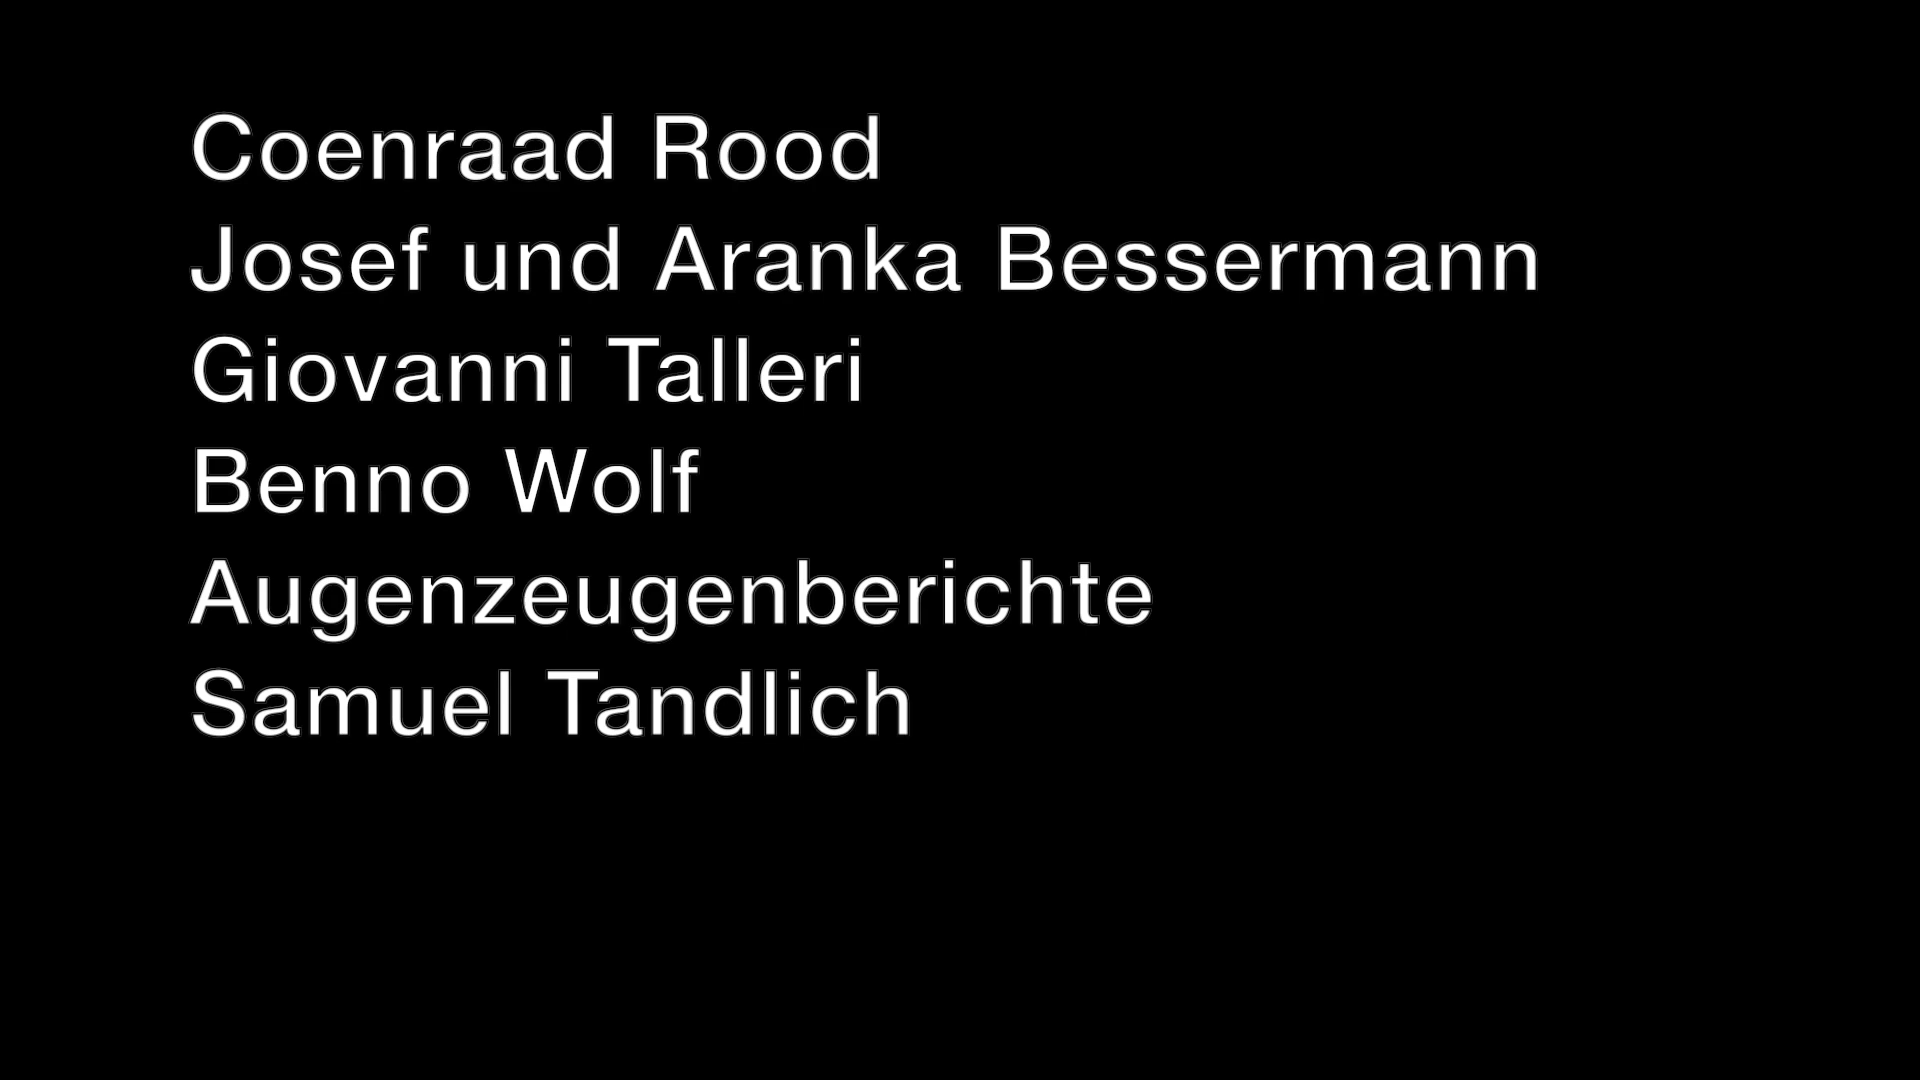 Coenraad Rood
Josef und Aranka Bessermann
Giovanni Talleri
Benno Wolf
Augenzeugenberichte
Samuel Tandlich